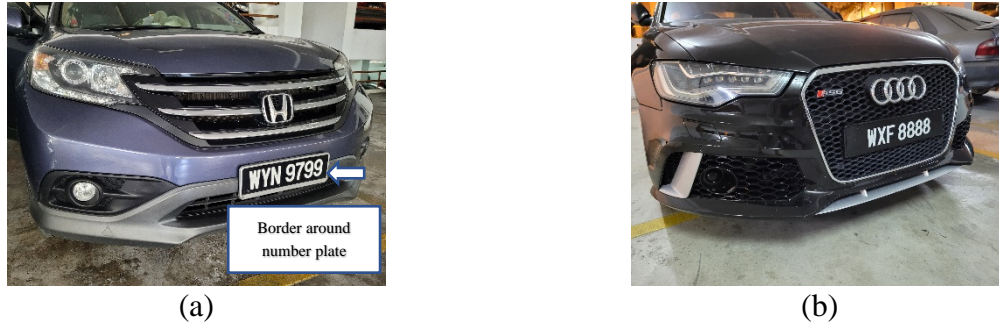 WYN 9799
Border around
number plate
RS6
WXF 8888
(a)
(b)